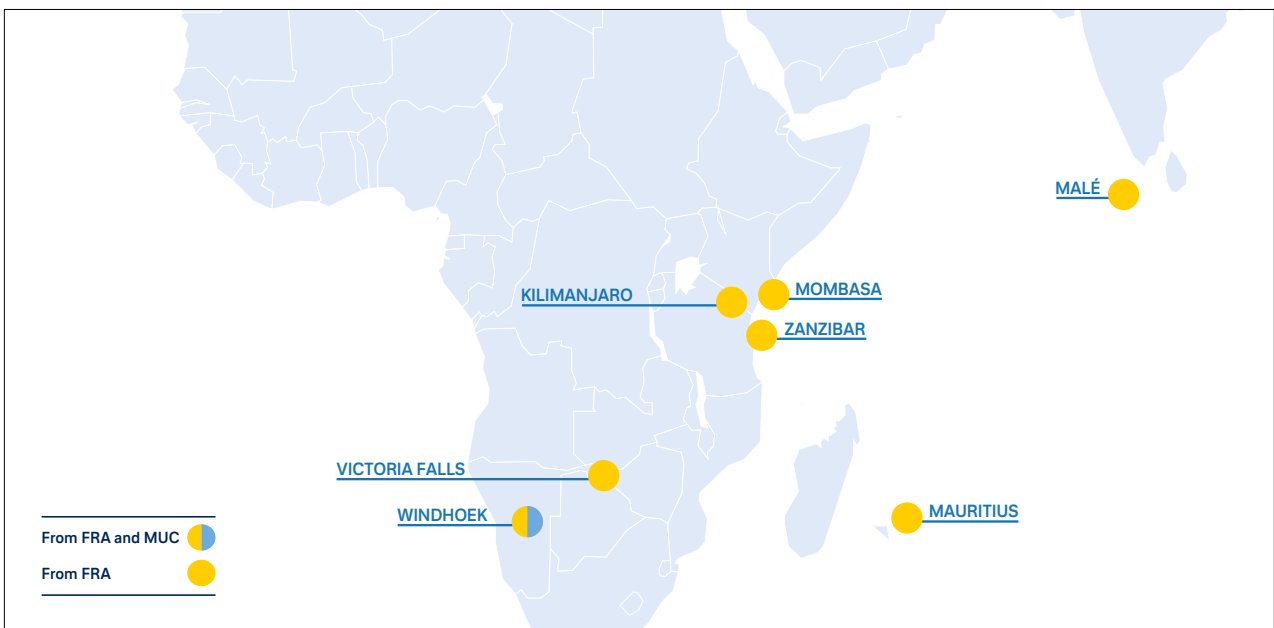 MALÉ
KILIMANJARO
MOMBASA
ZANZIBAR
VICTORIA FALLS
WINDHOEK
MAURITIUS
From FRA and MUC
From FRA